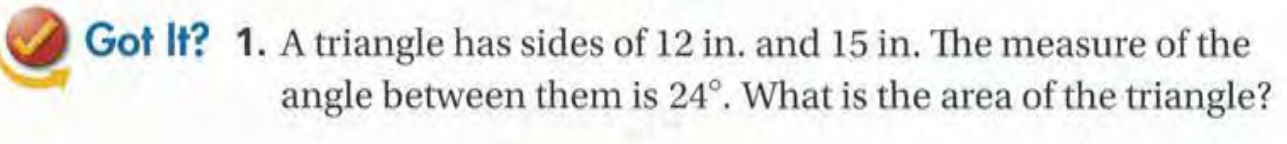 Got It? 1. A triangle has sides of 12 in. and 15 in. The measure of the
angle between them is 24°. What is the area of the triangle?